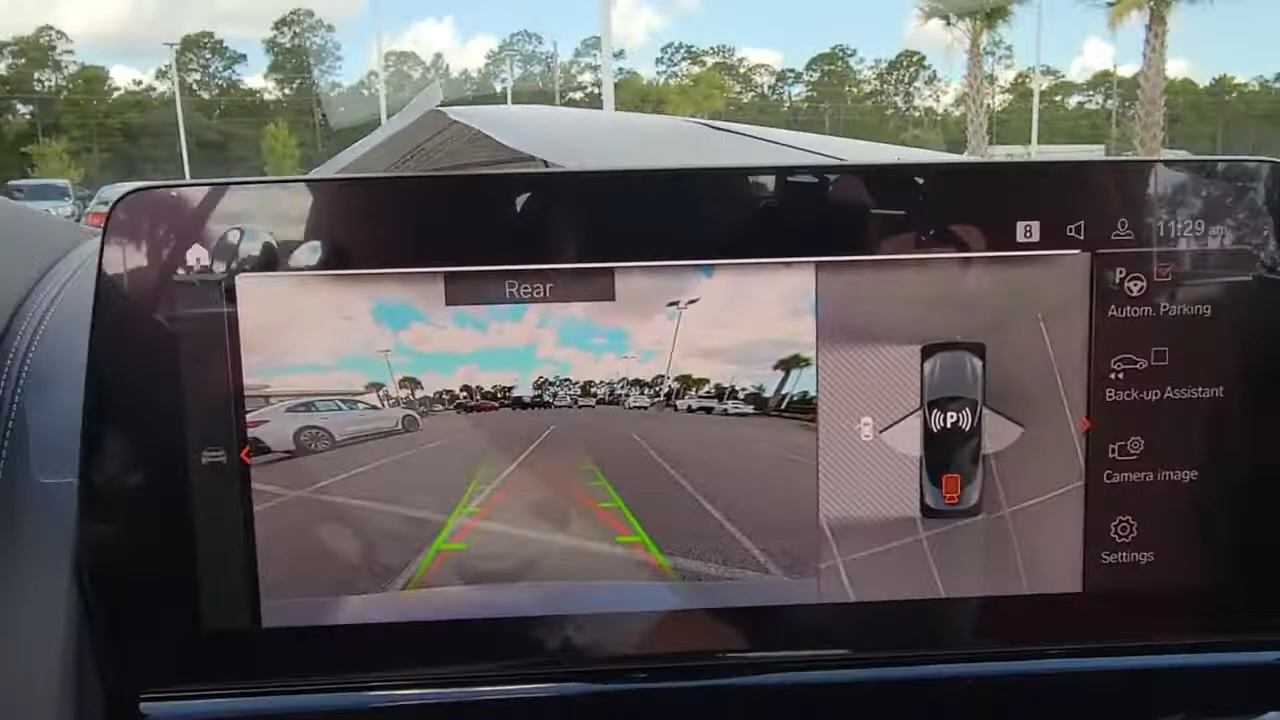 8
11:29 am
Rear
P
Autom. Parking
P
Back-up Assistant
Camera image
Settings